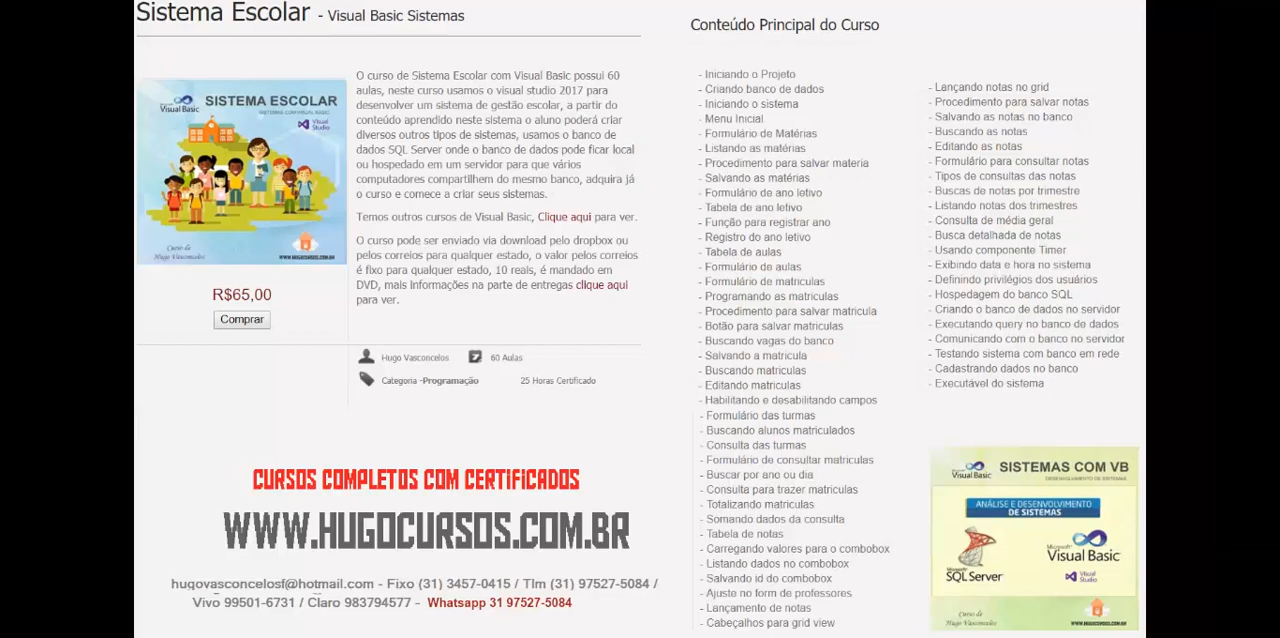 Sistema Escolar - Visual Basic Sistemas
Microsoft
Visual Basic
SISTEMA ESCOLAR
SISTEMAS COM VISUAL BASIC
Visual
Studio
Curso de
Hugo Vasconcelos
WWW.HUGOCURSOS.COM.BR
R$65,00
Comprar
O curso de Sistema Escolar com Visual Basic possui 60
aulas, neste curso usamos o visual studio 2017 para
desenvolver um sistema de gestão escolar, a partir do
conteúdo aprendido neste sistema o aluno poderá criar
diversos outros tipos de sistemas, usamos o banco de
dados SQL Server onde o banco de dados pode ficar local
ou hospedado em um servidor para que vários
computadores compartilhem do mesmo banco, adquira já
o curso e comece a criar seus sistemas.
Temos outros cursos de Visual Basic, Clique aqui para ver.
O curso pode ser enviado via download pelo dropbox ou
pelos correios para qualquer estado, o valor pelos correios
é fixo para qualquer estado, 10 reais, é mandado em
DVD, mais informações na parte de entregas clique aqui
para ver.
Hugo Vasconcelos
60 Aulas
Categoria -Programação
25 Horas Certificado
CURSOS COMPLETOS COM CERTIFICADOS
WWW.HUGOCURSOS.COM.BR
hugovasconcelosf@hotmail.com - Fixo (31) 3457-0415 / TIm (31) 97527-5084 /
Vivo 99501-6731 / Claro 983794577 - Whatsapp 31 97527-5084
Conteúdo Principal do Curso
- Iniciando o Projeto
- Criando banco de dados
- Iniciando o sistema
- Menu Inicial
- Formulário de Matérias
- Listando as matérias
- Procedimento para salvar materia
- Salvando as matérias
- Formulário de ano letivo
- Tabela de ano letivo
- Função para registrar ano
- Registro do ano letivo
- Tabela de aulas
- Formulário de aulas
- Formulário de matriculas
- Programando as matriculas
- Procedimento para salvar matricula
- Botão para salvar matriculas
- Buscando vagas do banco
- Salvando a matricula
- Buscando matriculas
- Editando matriculas
- Habilitando e desabilitando campos
- Formulário das turmas
- Buscando alunos matriculados
- Consulta das turmas
- Formulário de consultar matriculas
- Buscar por ano ou dia
- Consulta para trazer matriculas
- Totalizando matriculas
- Somando dados da consulta
- Tabela de notas
- Carregando valores para o combobox
- Listando dados no combobox
- Salvando id do combobox
- Ajuste no form de professores
- Lançamento de notas
- Cabeçalhos para grid view
- Lançando notas no grid
- Procedimento para salvar notas
- Salvando as notas no banco
- Buscando as notas
- Editando as notas
- Formulário para consultar notas
- Tipos de consultas das notas
- Buscas de notas por trimestre
- Listando notas dos trimestres
- Consulta de média geral
- Busca detalhada de notas
- Usando componente Timer
- Exibindo data e hora no sistema
- Definindo privilégios dos usuários
- Hospedagem do banco SQL
- Criando o banco de dados no servidor
- Executando query no banco de dados
- Comunicando com o banco no servidor
- Testando sistema com banco em rede
- Cadastrando dados no banco
- Executável do sistema
Microsoft
Visual Basic
SISTEMAS COM VB
DESENVOLVIMENTO DE SISTEMAS
ANÁLISE E DESENVOLVIMENTO
DE SISTEMAS
Microsoft
SQL Server
Microsoft
Visual Basic
Visual
Studio
Curso de
Hugo Vasconcelos
WWW.HUGOCURSOS.COM.BR